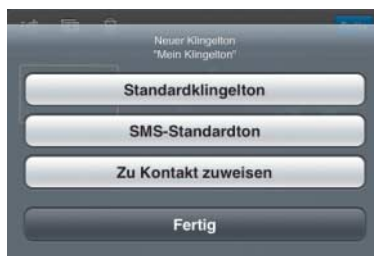 Neuer Klingelton
"Mein Klingelton"
Standardklingelton
SMS-Standardton
Zu Kontakt zuweisen
Fertig